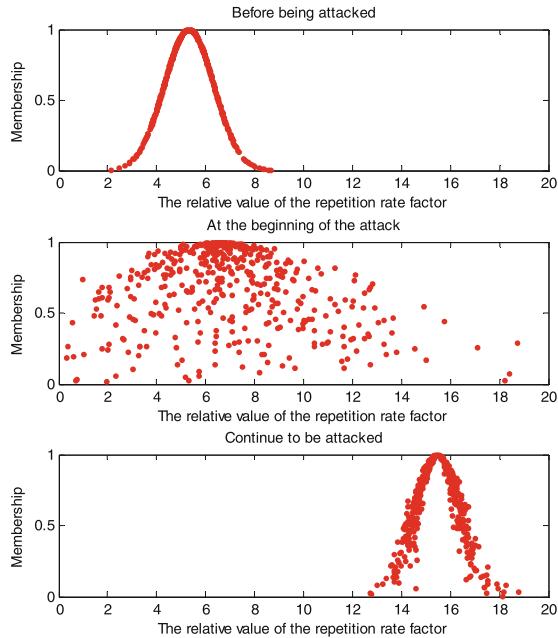 Before being attacked
1
0.5
0
Membership
0 2 4 6 8 10 12 14 16 18 20
The relative value of the repetition rate factor
At the beginning of the attack
1
0.5
0
Membership
0 2 4 6 8 10 12 14 16 18 20
The relative value of the repetition rate factor
Continue to be attacked
1
0.5
0
Membership
0 2 4 6 8 10 12 14 16 18 20
The relative value of the repetition rate factor